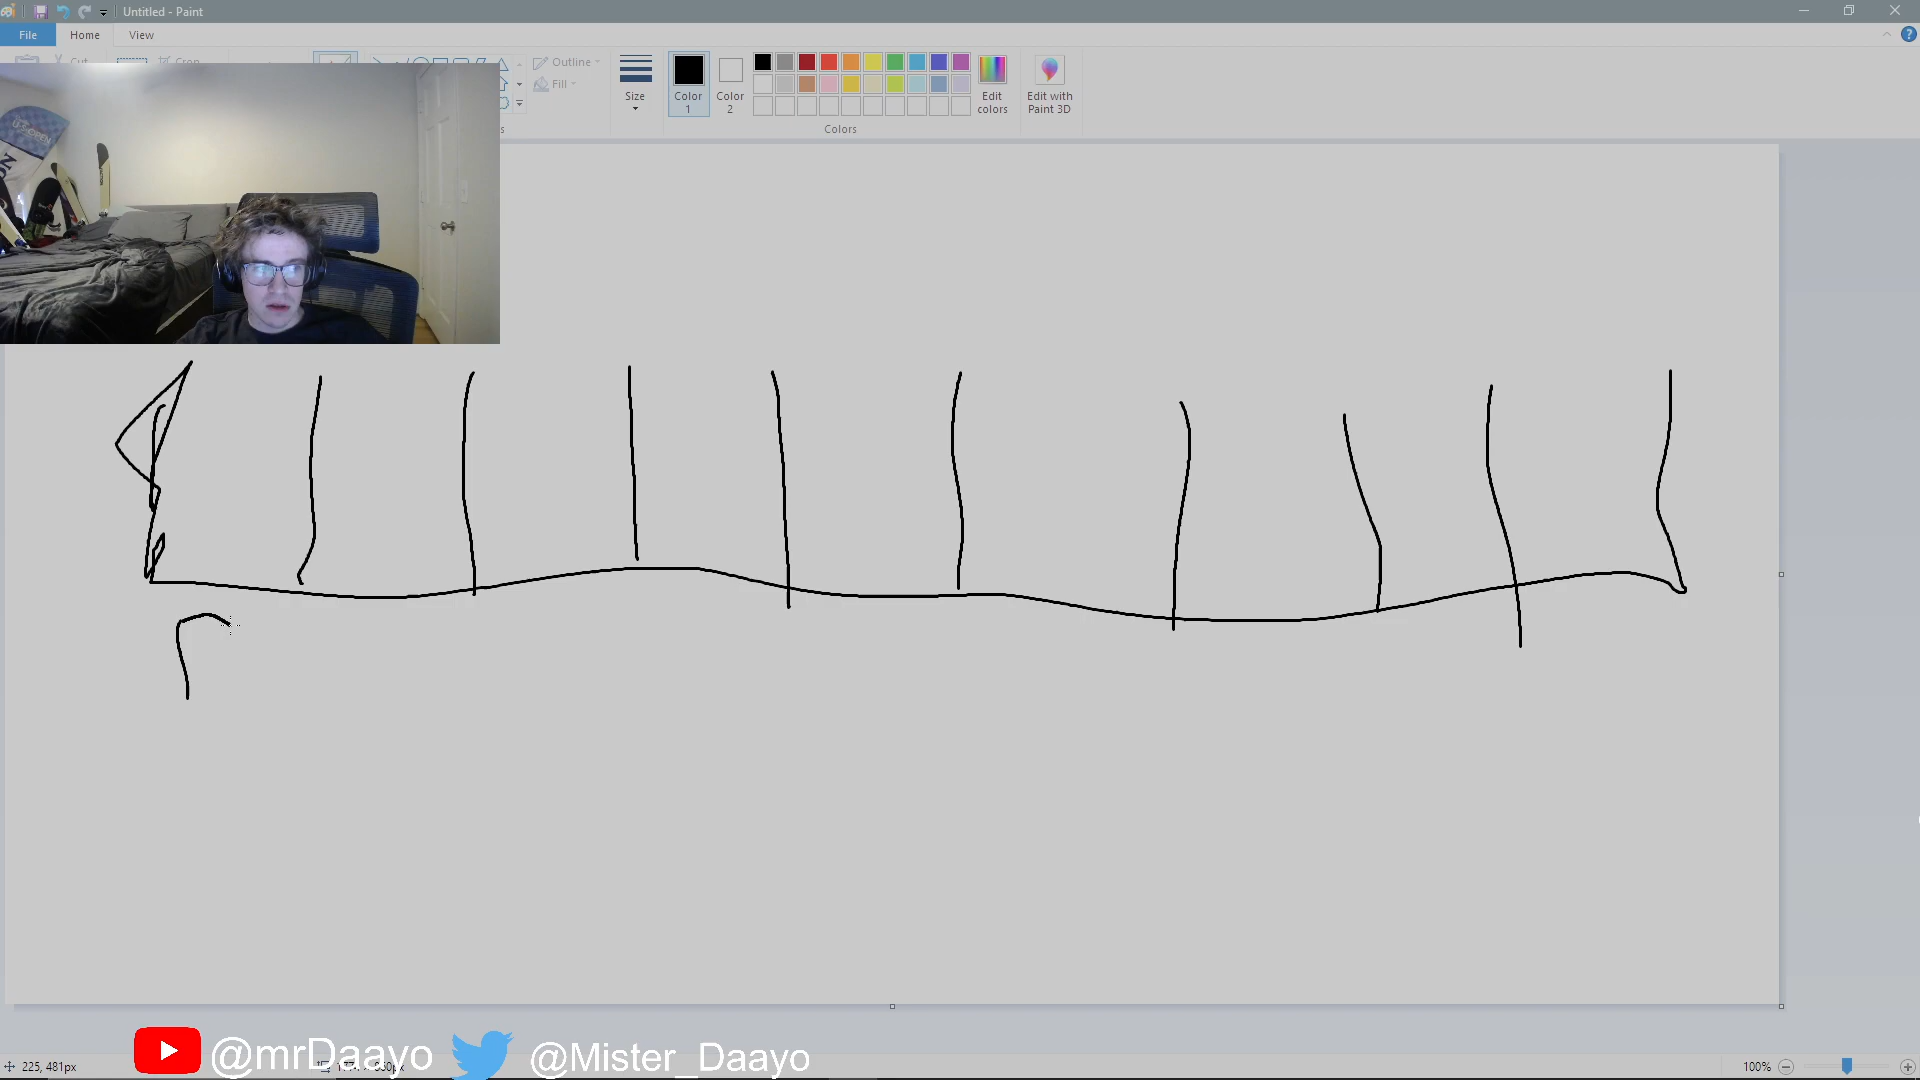 Untitled - Paint
File Home View
Outline
Fill
Size
Color 1
Color 2
Edit colors
Edit with Paint 3D
Colors
U.S OPEN
@mrDaayo @Mister_Daayo
225, 481px
100%